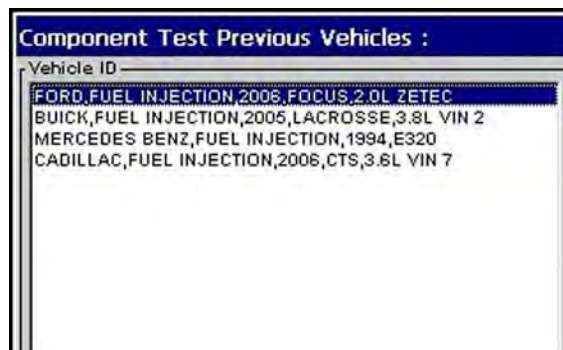 Component Test Previous Vehicles :
Vehicle ID
FORD,FUEL INJECTION,2006,FOCUS,2.0L ZETEC
BUICK,FUEL INJECTION,2005,LACROSSE,3.8L VIN 2
MERCEDES BENZ,FUEL INJECTION,1994,E320
CADILLAC,FUEL INJECTION,2006,CTS,3.6L VIN 7